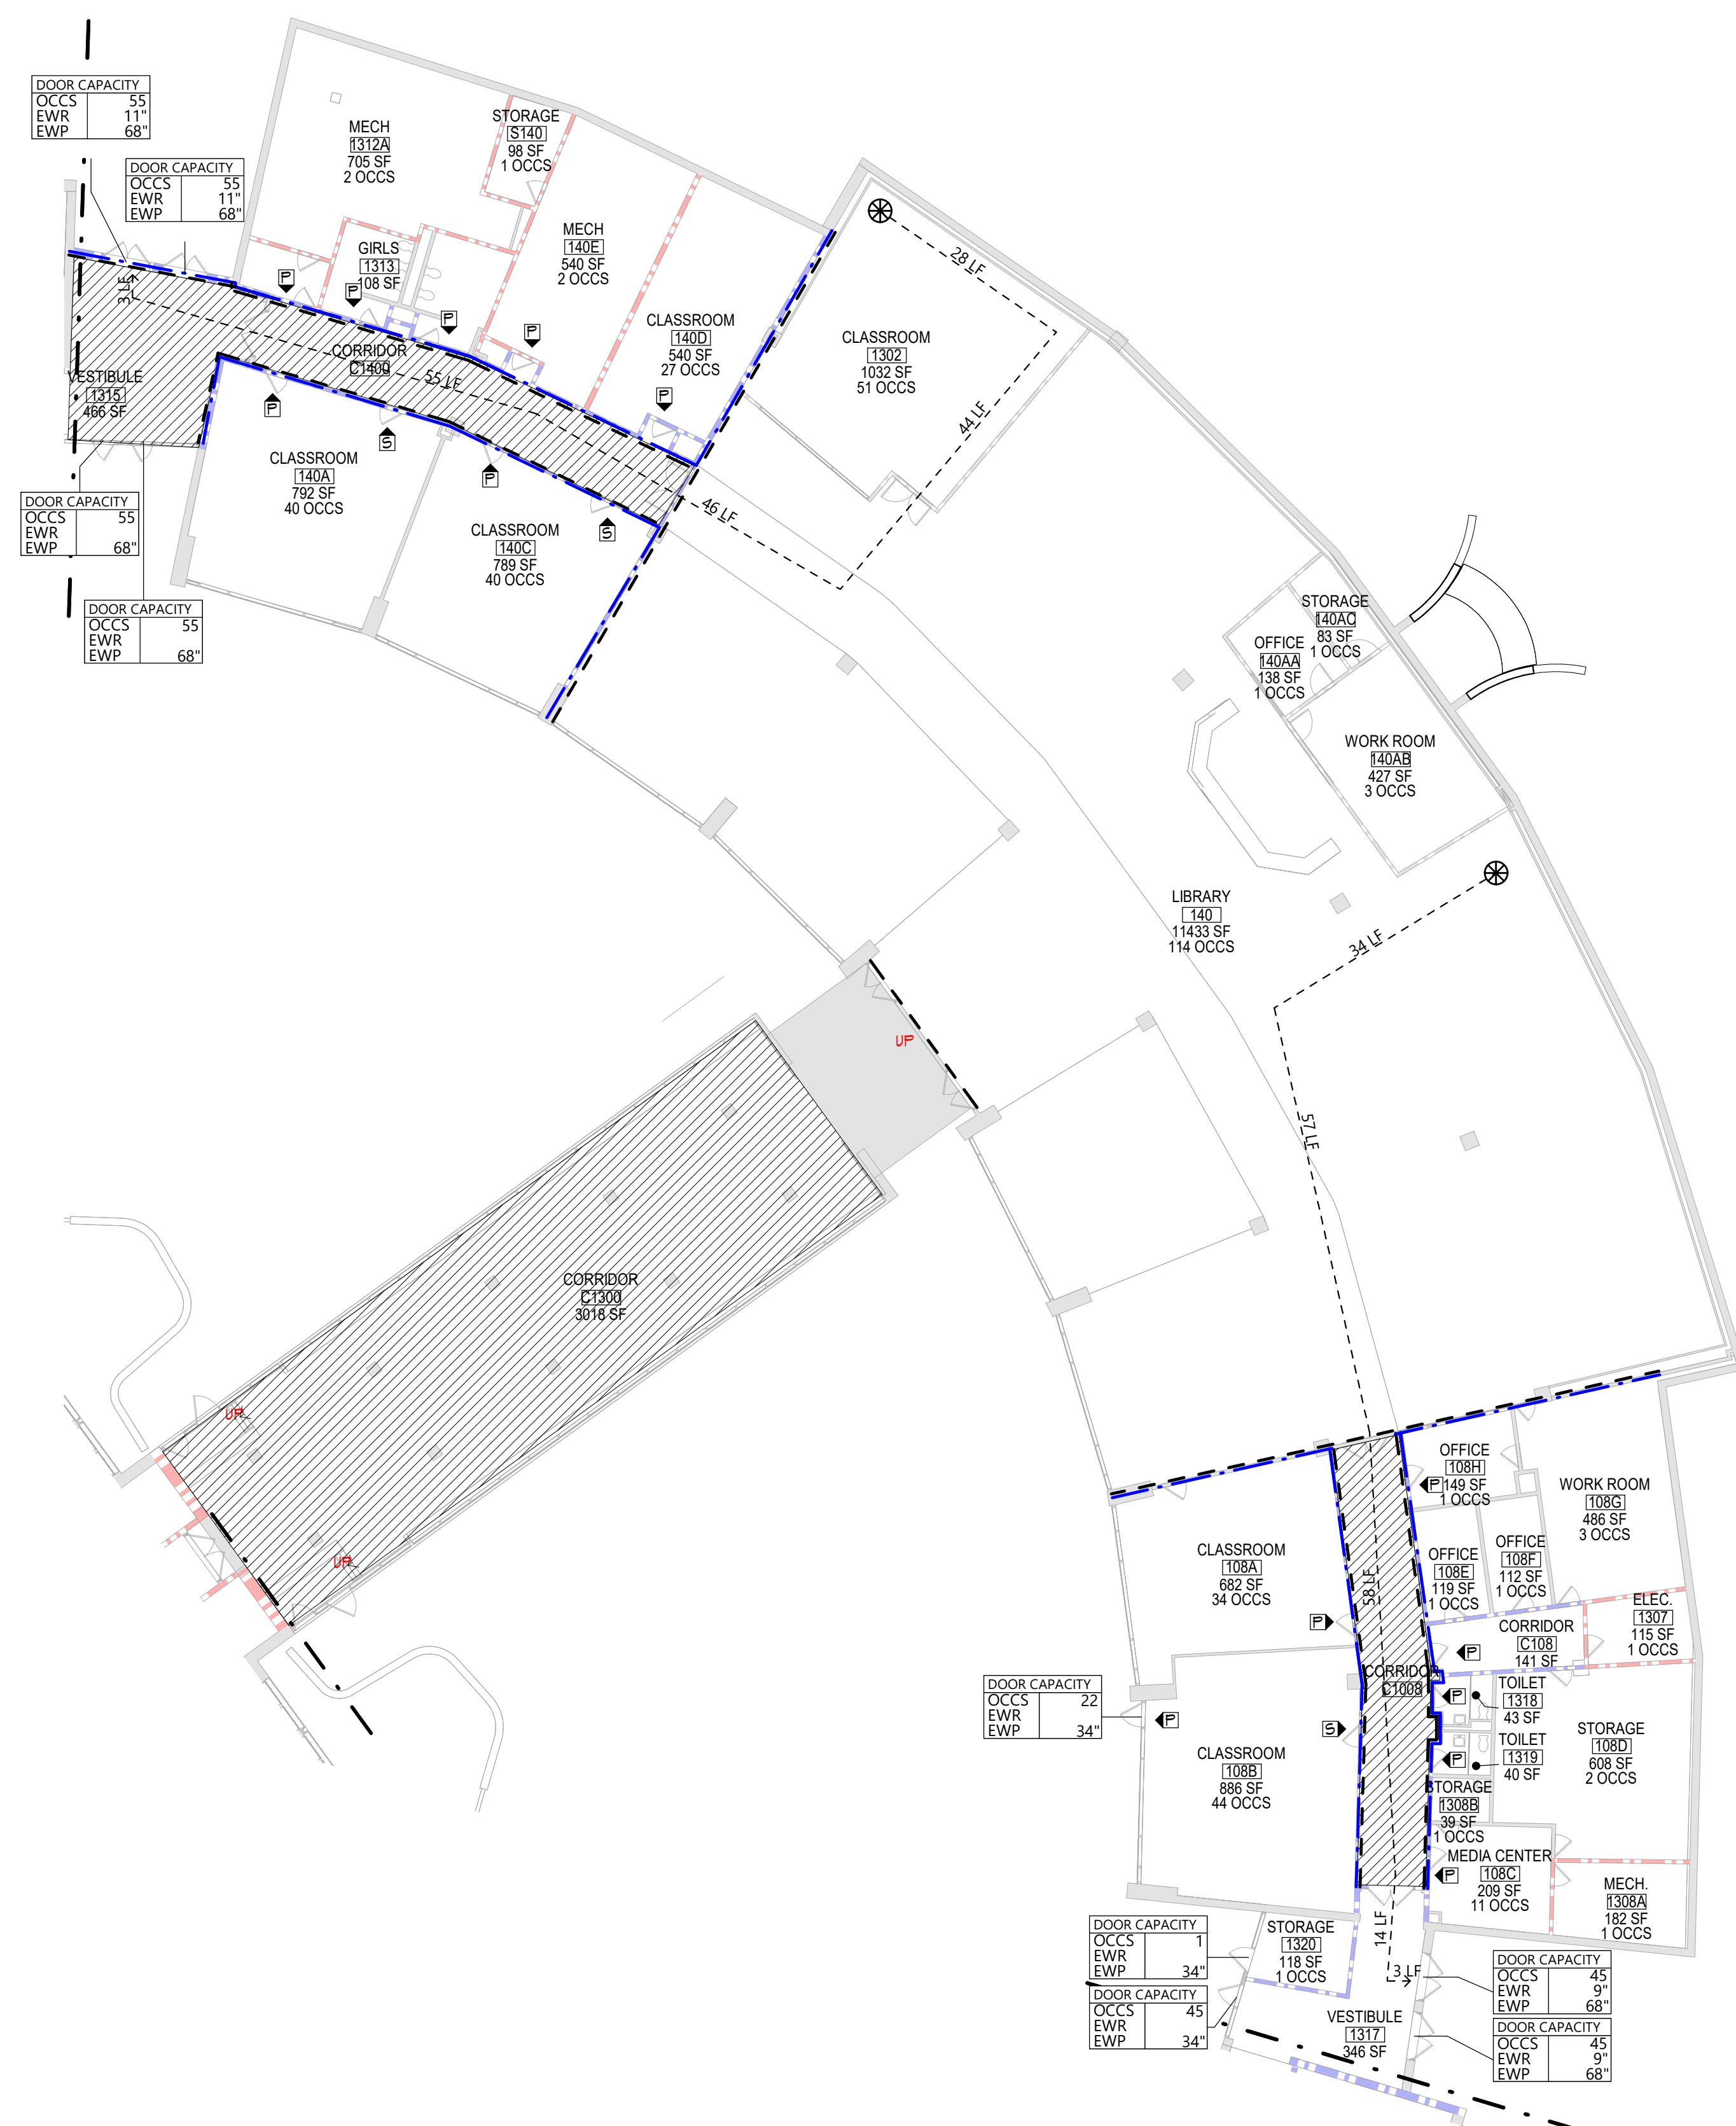 DOOR CAPACITY
OCCS 55
EWR 11"
EWP 68"
DOOR CAPACITY
OCCS 55
EWR 11"
EWP 68"
MECH
1312A
705 SF
2 OCCS
STORAGE
S140
98 SF
1 OCCS
MECH
140E
540 SF
2 OCCS
GIRLS
1313
108 SF
P
P
P
P
P
CLASSROOM
140D
540 SF
27 OCCS
CLASSROOM
1302
1032 SF
51 OCCS
28 LF
44 LF
3 LF
CORRIDOR
C1400
55 LF
46 LF
VESTIBULE
1315
466 SF
P
S
P
S
CLASSROOM
140A
792 SF
40 OCCS
CLASSROOM
140C
789 SF
40 OCCS
DOOR CAPACITY
OCCS 55
EWR
EWP 68"
DOOR CAPACITY
OCCS 55
EWR
EWP 68"
STORAGE
140AC
83 SF
1 OCCS
OFFICE
140AA
138 SF
1 OCCS
WORK ROOM
140AB
427 SF
3 OCCS
LIBRARY
140
11433 SF
114 OCCS
34 LF
57 LF
UP
CORRIDOR
C1300
3018 SF
UP
UP
OFFICE
108H
149 SF
1 OCCS
P
WORK ROOM
108G
486 SF
3 OCCS
CLASSROOM
108A
682 SF
34 OCCS
58 LF
OFFICE
108E
119 SF
1 OCCS
OFFICE
108F
112 SF
1 OCCS
ELEC.
1307
115 SF
1 OCCS
P
P
CORRIDOR
C108
141 SF
CORRIDOR
C1008
DOOR CAPACITY
OCCS 22
EWR
EWP 34"
P
S
P
TOILET
1318
43 SF
P
TOILET
1319
40 SF
STORAGE
108D
608 SF
2 OCCS
CLASSROOM
108B
886 SF
44 OCCS
STORAGE
1308B
39 SF
1 OCCS
MEDIA CENTER
108C
209 SF
11 OCCS
P
MECH.
1308A
182 SF
1 OCCS
DOOR CAPACITY
OCCS 1
EWR
EWP 34"
STORAGE
1320
118 SF
1 OCCS
14 LF
3 LF
DOOR CAPACITY
OCCS 45
EWR 9"
EWP 68"
DOOR CAPACITY
OCCS 45
EWR
EWP 34"
VESTIBULE
1317
346 SF
DOOR CAPACITY
OCCS 45
EWR 9"
EWP 68"